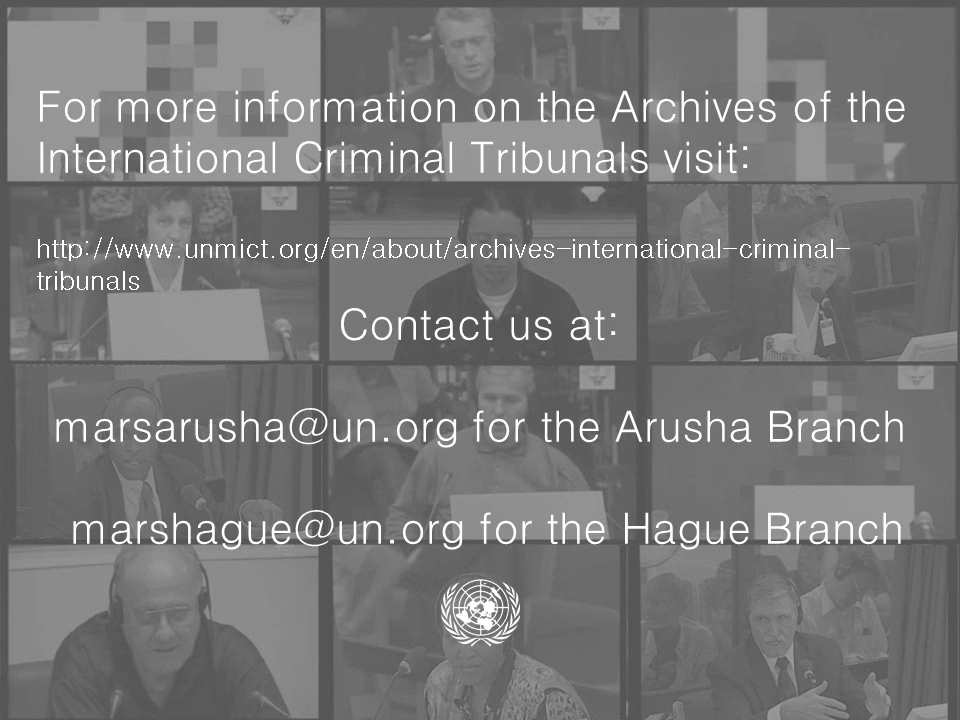 For more information on the Archives of the
International Criminal Tribunals visit:
http://www.unmict.org/en/about/archives-international-criminal-
tribunals
Contact us at:
marsarusha@un.org for the Arusha Branch
marshague@un.org for the Hague Branch